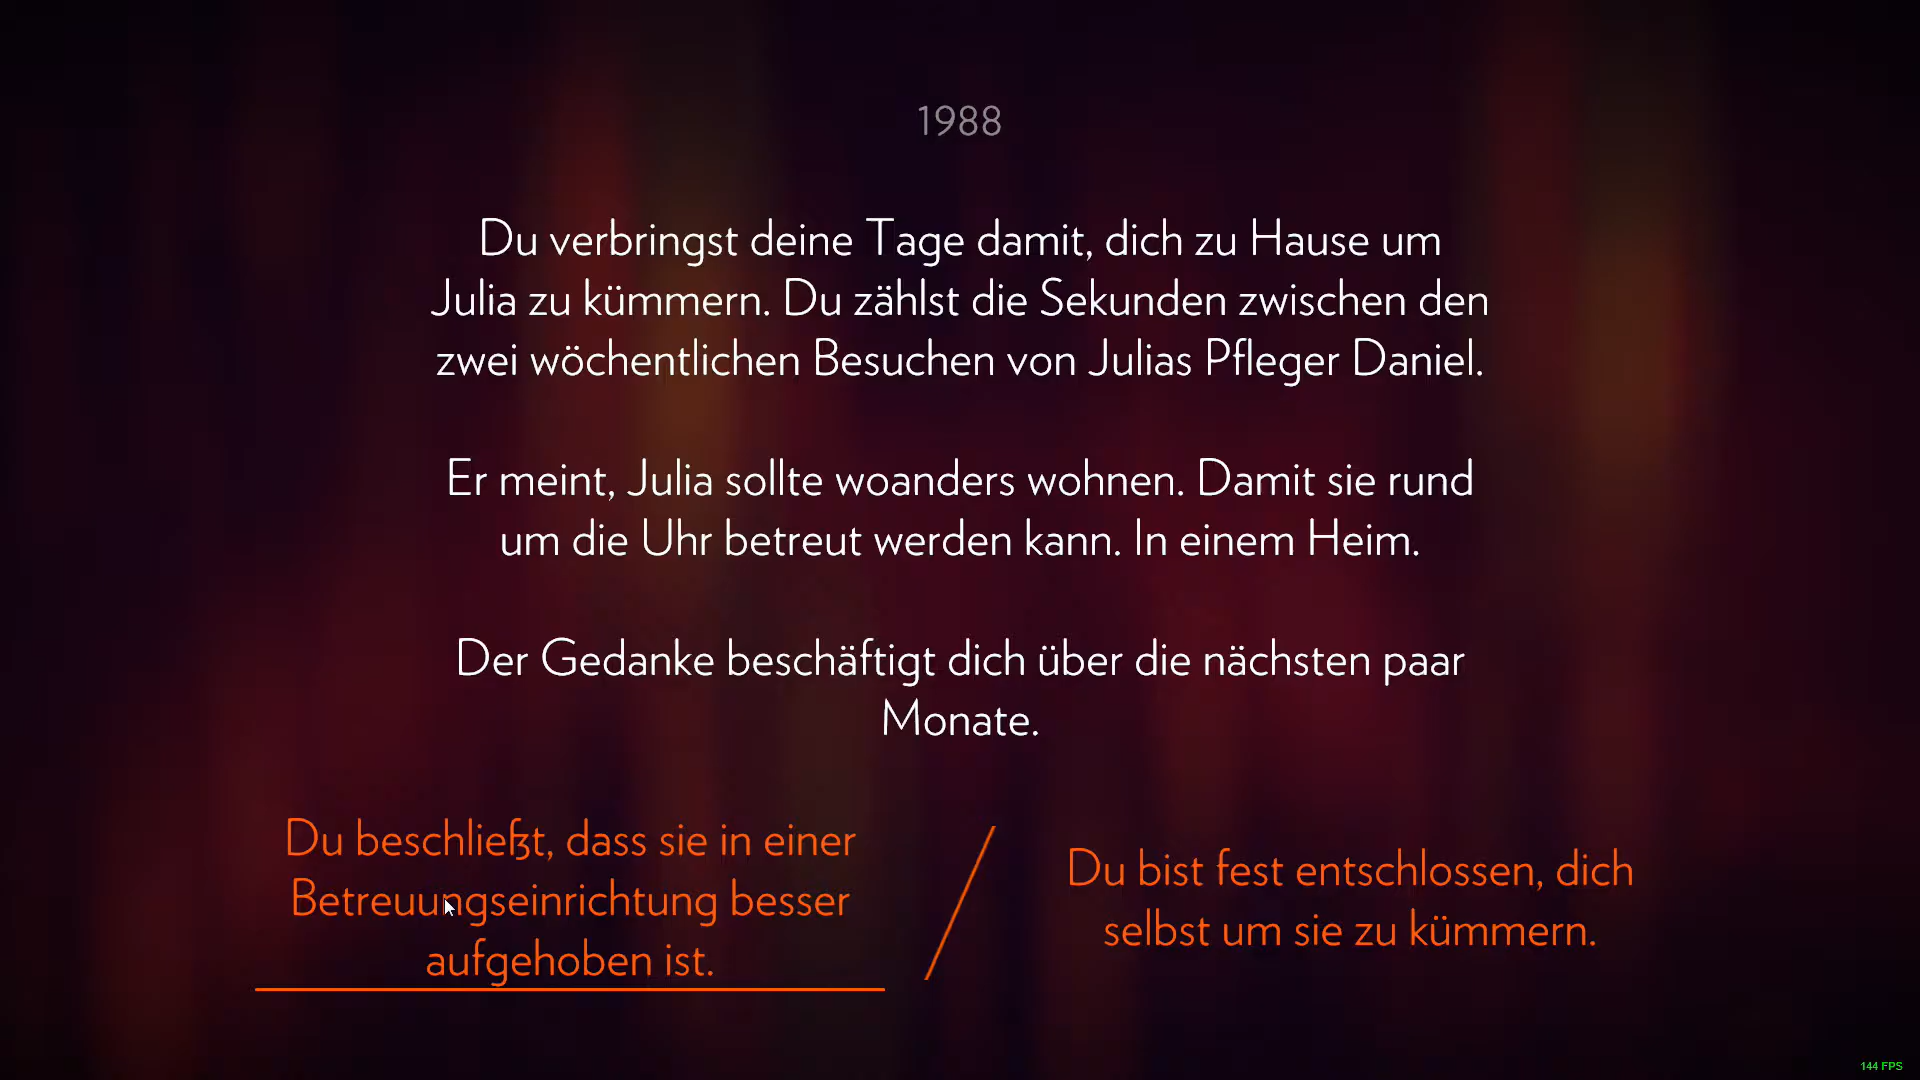 1988
Du verbringst deine Tage damit, dich zu Hause um
Julia zu kümmern. Du zählst die Sekunden zwischen den
zwei wöchentlichen Besuchen von Julias Pfleger Daniel.
Er meint, Julia sollte woanders wohnen. Damit sie rund
um die Uhr betreut werden kann. In einem Heim.
Der Gedanke beschäftigt dich über die nächsten paar
Monate.
Du beschließt, dass sie in einer
Betreuungseinrichtung besser
aufgehoben ist.
Du bist fest entschlossen, dich
selbst um sie zu kümmern.
144 FPS